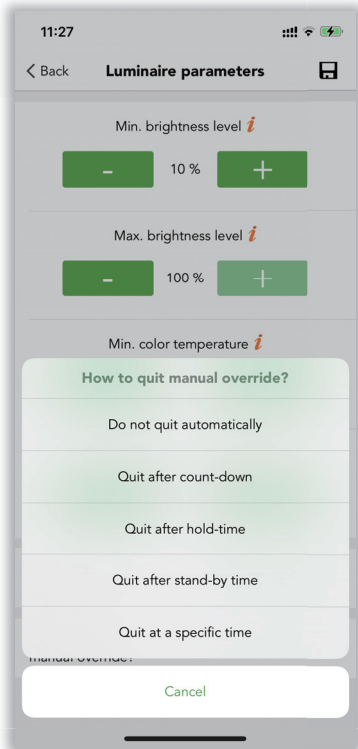 11:27
Back Luminaire parameters
Min. brightness level i
- 10 % +
Max. brightness level i
- 100 % +
Min. color temperature i
How to quit manual override?
Do not quit automatically
Quit after count-down
Quit after hold-time
Quit after stand-by time
Quit at a specific time
manual override?
Cancel